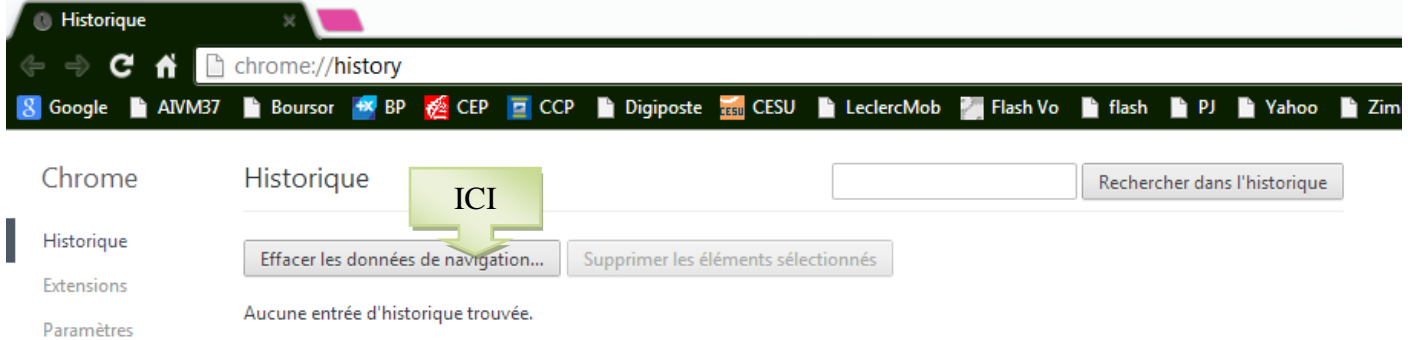 Historique
chrome://history
Google AIVM37 Boursor BP CEP CCP Digiposte CESU LeclercMob Flash Vo flash PJ Yahoo Zim
Chrome Historique Rechercher dans l'historique
ICI
Historique
Effacer les données de navigation... Supprimer les éléments sélectionnés
Extensions
Aucune entrée d'historique trouvée.
Paramètres